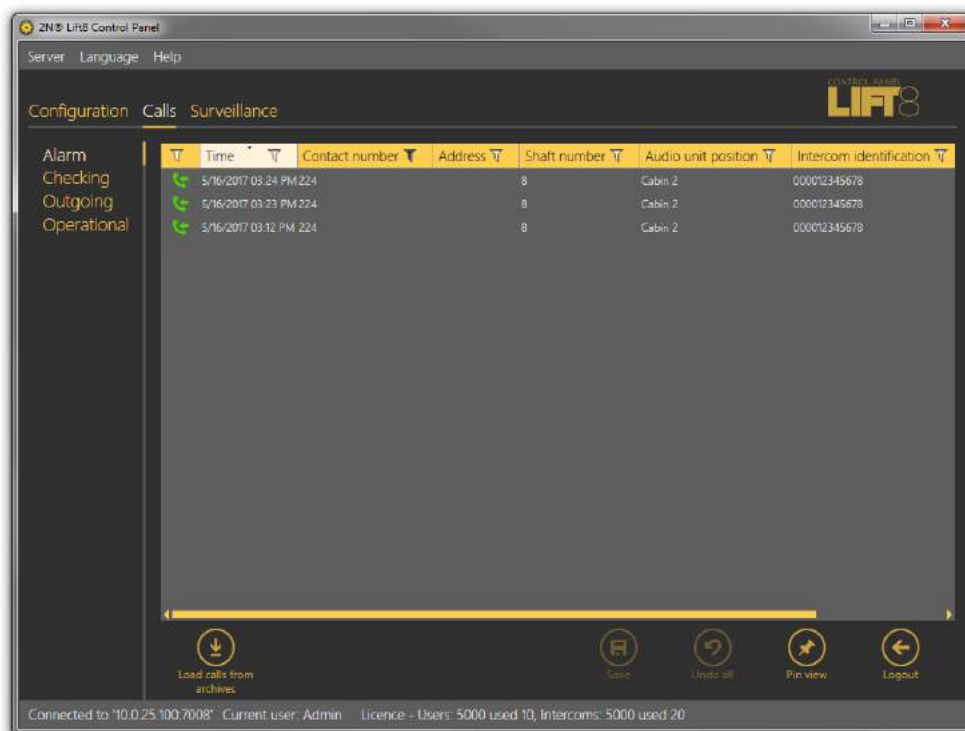 2N® Lift8 Control Panel
Server Language Help
CONTROL PANEL
LIFT8
Configuration Calls Surveillance
Alarm
Checking
Outgoing
Operational
Time Contact number Address Shaft number Audio unit position Intercom identification
5/16/2017 03:24 PM 224 8 Cabin 2 000012345678
5/16/2017 03:23 PM 224 8 Cabin 2 000012345678
5/16/2017 03:12 PM 224 8 Cabin 2 000012345678
Load calls from
archives
Save
Undo all
Pin view
Logout
Connected to '10.0.25.100:7008' Current user: Admin Licence - Users: 5000 used 10, Intercoms: 5000 used 20